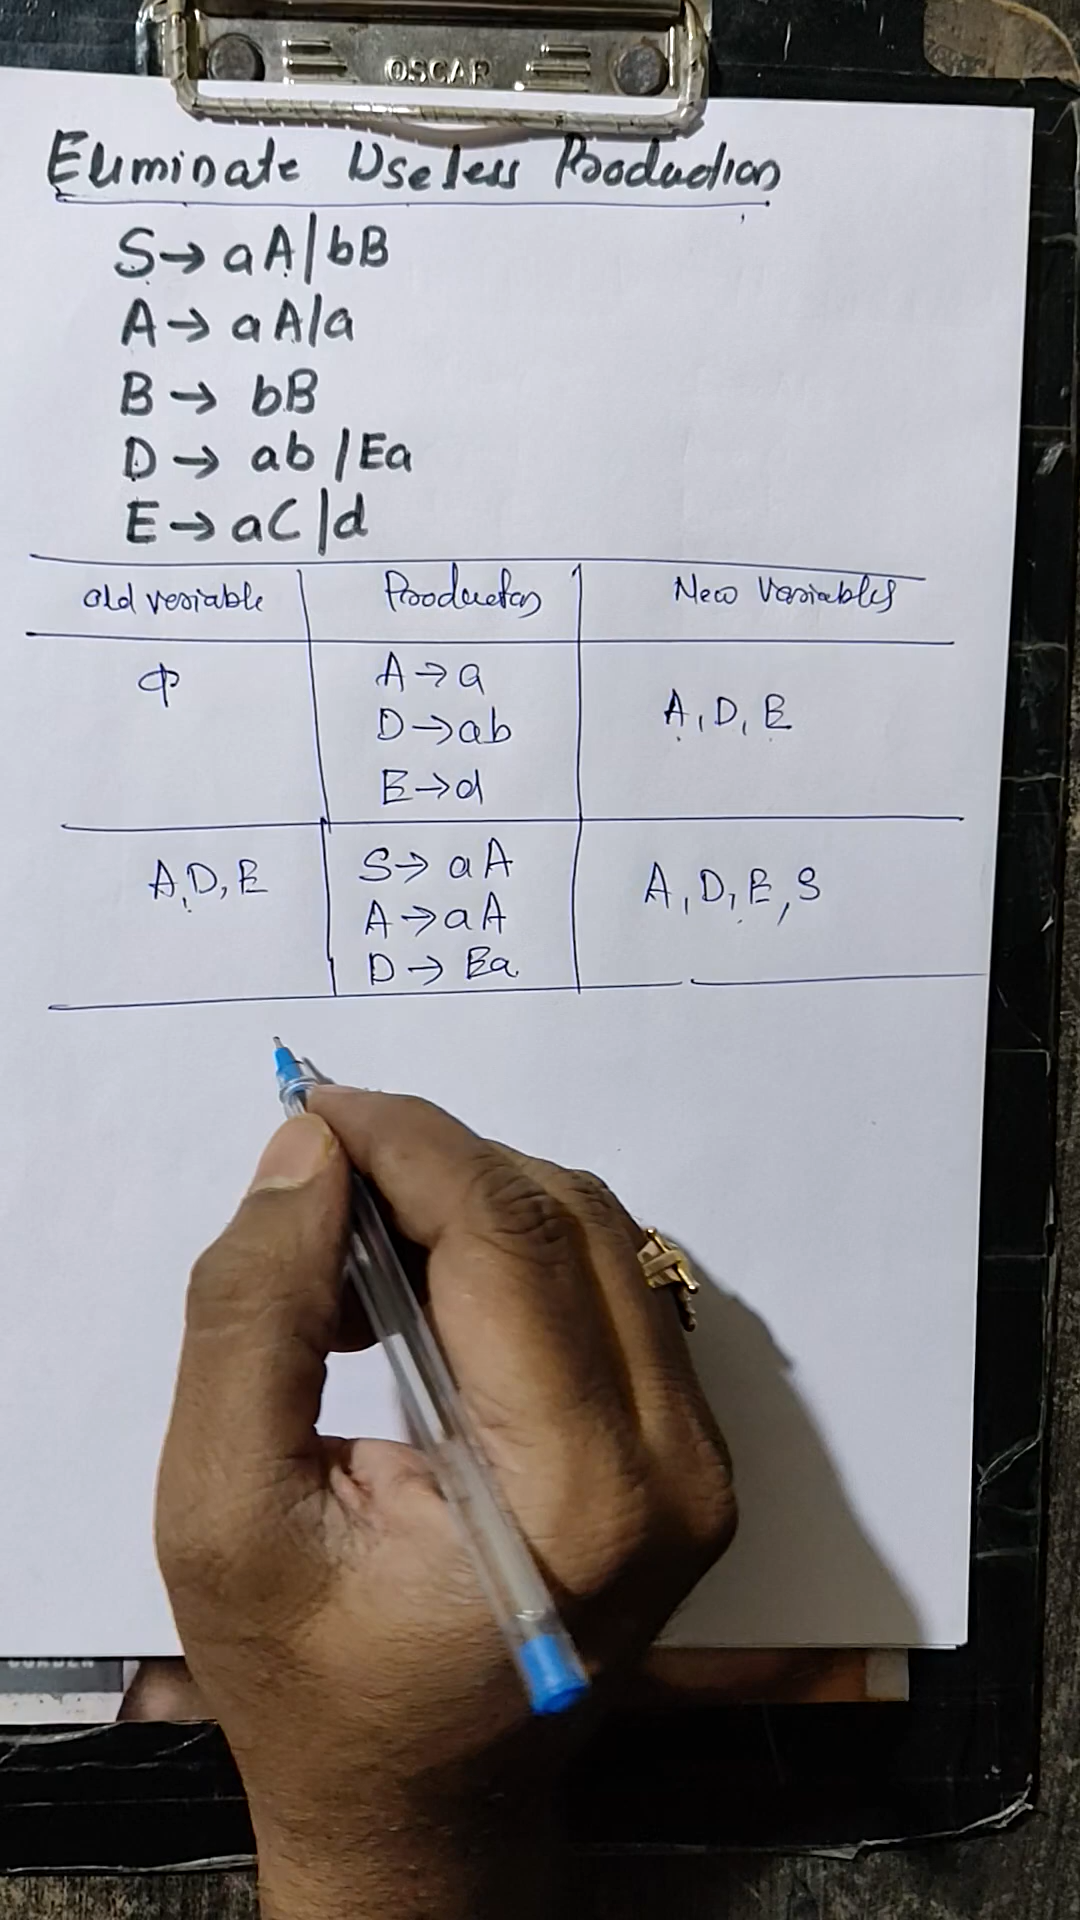 OSCAR
Eliminate Useless Production
S → aA | bB
A → aA | a
B → bB
D → ab | Ea
E → aC | d
old variable Production New Variables
Φ
A → a
D → ab
E → d
A, D, E
A, D, E
S → aA
A → aA
D → Ea
A, D, E, S